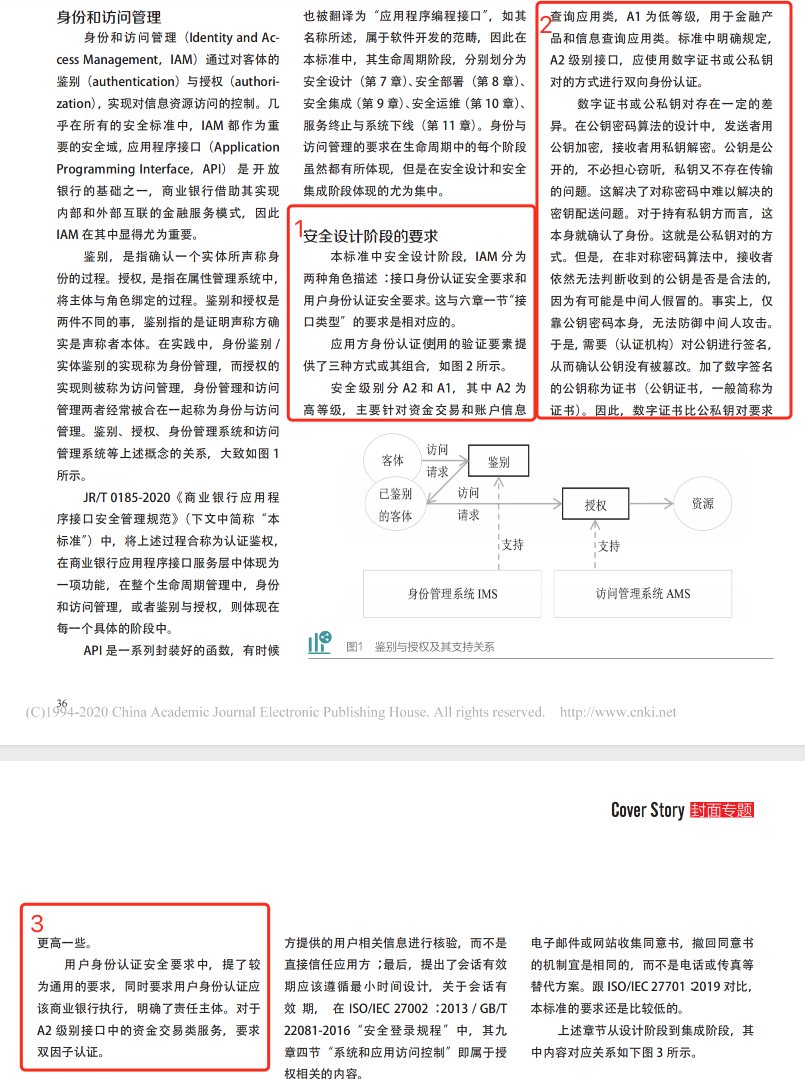 身份和访问管理
身份和访问管理（Identity and Ac-
cess Management，IAM）通过对客体的
鉴别（authentication）与授权（authori-
zation），实现对信息资源访问的控制。几
乎在所有的安全标准中，IAM 都作为重
要的安全域，应用程序接口（Application
Programming Interface，API） 是 开 放
银行的基础之一，商业银行借助其实现
内部和外部互联的金融服务模式，因此
IAM 在其中显得尤为重要。
鉴别，是指确认一个实体所声称身
份的过程。授权，是指在属性管理系统中，
将主体与角色绑定的过程。鉴别和授权是
两件不同的事，鉴别指的是证明声称方确
实是声称者本体。在实践中，身份鉴别 /
实体鉴别的实现称为身份管理，而授权的
实现则被称为访问管理，身份管理和访问
管理两者经常被合在一起称为身份与访问
管理。鉴别、授权、身份管理系统和访问
管理系统等上述概念的关系，大致如图 1
所示。
JR/T 0185-2020《商业银行应用程
序接口安全管理规范》（下文中简称“本
标准”）中，将上述过程合称为认证鉴权，
在商业银行应用程序接口服务层中体现为
一项功能，在整个生命周期管理中，身份
和访问管理，或者鉴别与授权，则体现在
每一个具体的阶段中。
API 是一系列封装好的函数，有时候
也被翻译为“应用程序编程接口”，如其
名称所述，属于软件开发的范畴，因此在
本标准中，其生命周期阶段，分别划分为
安全设计（第 7 章）、安全部署（第 8 章）、
安全集成（第 9 章）、安全运维（第 10 章）、
服务终止与系统下线（第 11 章）。身份与
访问管理的要求在生命周期中的每个阶段
虽然都有所体现，但是在安全设计和安全
集成阶段体现的尤为集中。
1
安全设计阶段的要求
本标准中安全设计阶段，IAM 分为
两种角色描述：接口身份认证安全要求和
用户身份认证安全要求。这与六章一节“接
口类型”的要求是相对应的。
应用方身份认证使用的验证要素提
供了三种方式或其组合，如图 2 所示。
安全级别分 A2 和 A1，其中 A2 为
高等级，主要针对资金交易和账户信息
2
查询应用类，A1 为低等级，用于金融产
品和信息查询应用类。标准中明确规定，
A2 级别接口，应使用数字证书或公私钥
对的方式进行双向身份认证。
数字证书或公私钥对存在一定的差
异。在公钥密码算法的设计中，发送者用
公钥加密，接收者用私钥解密。公钥是公
开的，不必担心窃听，私钥又不存在传输
的问题。这解决了对称密码中难以解决的
密钥配送问题。对于持有私钥方而言，这
本身就确认了身份。这就是公私钥对的方
式。但是，在非对称密码算法中，接收者
依然无法判断收到的公钥是否是合法的，
因为有可能是中间人假冒的。事实上，仅
靠公钥密码本身，无法防御中间人攻击。
于是，需要（认证机构）对公钥进行签名，
从而确认公钥没有被篡改。加了数字签名
的公钥称为证书（公钥证书，一般简称为
证书）。因此，数字证书比公私钥对要求
客体
访问
请求
鉴别
已鉴别
的客体
访问
请求
授权
资源
支持
支持
身份管理系统 IMS
访问管理系统 AMS
图1 鉴别与授权及其支持关系
36
(C)1994-2020 China Academic Journal Electronic Publishing House. All rights reserved. http://www.cnki.net
Cover Story 封面专题
3
更高一些。
用户身份认证安全要求中，提了较
为通用的要求，同时要求用户身份认证应
该商业银行执行，明确了责任主体。对于
A2 级别接口中的资金交易类服务，要求
双因子认证。
方提供的用户相关信息进行核验，而不是
直接信任应用方；最后，提出了会话有效
期应该遵循最小时间设计，关于会话有
效 期， 在 ISO/IEC 27002：2013 / GB/T
22081-2016“安全登录规程”中，其九
章四节“系统和应用访问控制”即属于授
权相关的内容。
电子邮件或网站收集同意书，撤回同意书
的机制宜是相同的，而不是电话或传真等
替代方案。跟 ISO/IEC 27701：2019 对比，
本标准的要求还是比较低的。
上述章节从设计阶段到集成阶段，其
中内容对应关系如下图 3 所示。